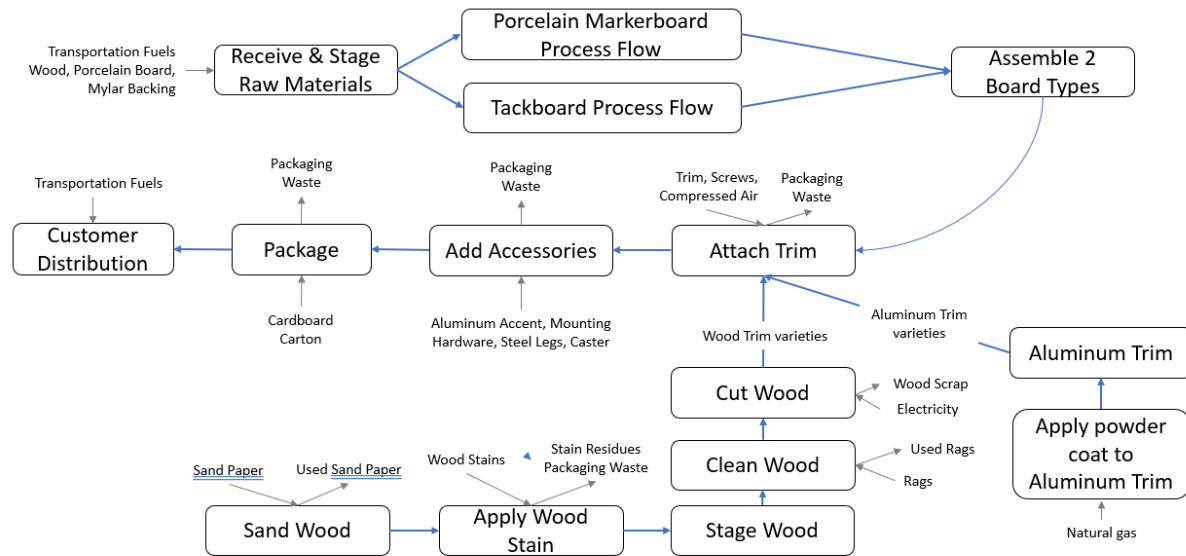 Transportation Fuels
Wood, Porcelain Board,
Mylar Backing
Receive & Stage
Raw Materials
Porcelain Markerboard
Process Flow
Tackboard Process Flow
Assemble 2
Board Types
Transportation Fuels
Customer
Distribution
Packaging
Waste
Package
Cardboard
Carton
Packaging
Waste
Add Accessories
Aluminum Accent, Mounting
Hardware, Steel Legs, Caster
Trim, Screws,
Compressed Air
Packaging
Waste
Attach Trim
Wood Trim varieties
Aluminum Trim
varieties
Aluminum Trim
Apply powder
coat to
Aluminum Trim
Natural gas
Cut Wood
Wood Scrap
Electricity
Clean Wood
Used Rags
Rags
Sand Paper
Used Sand Paper
Sand Wood
Wood Stains
Stain Residues
Packaging Waste
Apply Wood
Stain
Stage Wood